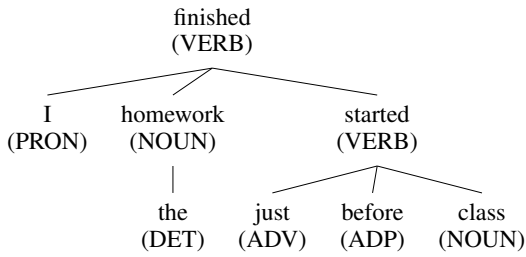 finished
(VERB)
I homework started
(PRON) (NOUN) (VERB)
the just before class
(DET) (ADV) (ADP) (NOUN)